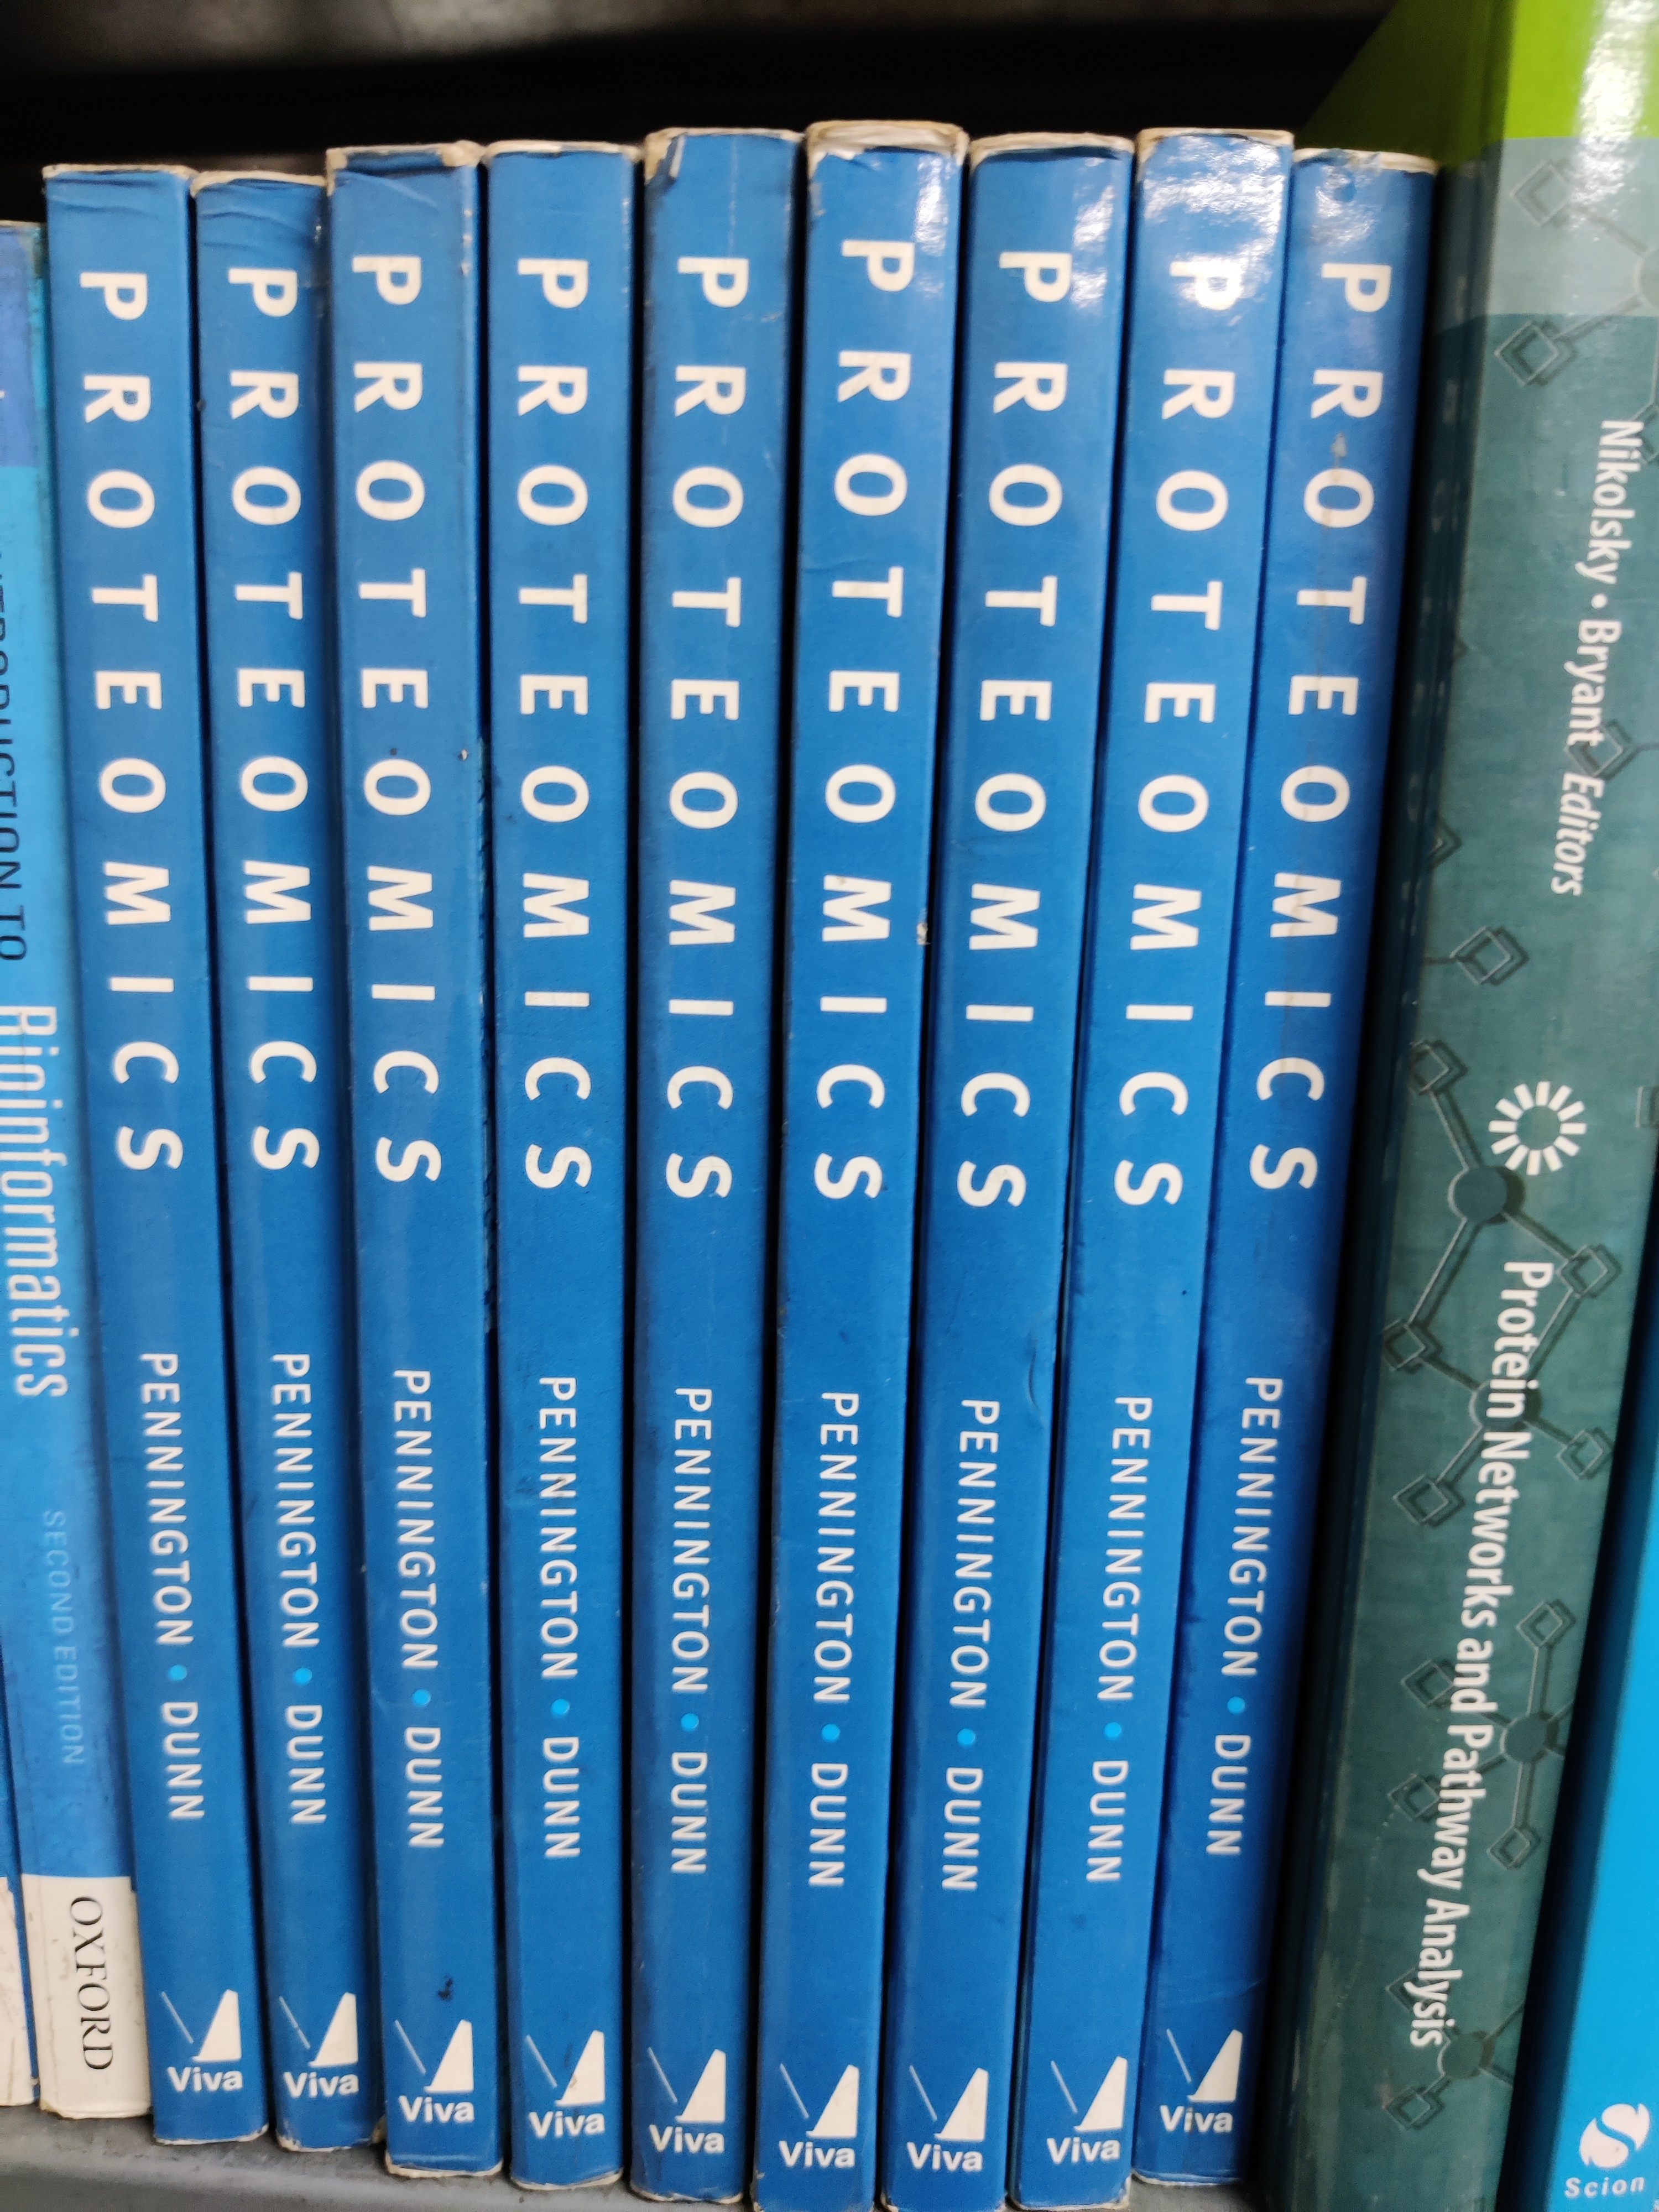 INTRODUCTION TO
Bioinformatics
SECOND EDITION
OXFORD
PROTEOMICS
PENNINGTON • DUNN
Viva
PROTEOMICS
PENNINGTON • DUNN
Viva
PROTEOMICS
PENNINGTON • DUNN
Viva
PROTEOMICS
PENNINGTON • DUNN
Viva
PROTEOMICS
PENNINGTON • DUNN
Viva
PROTEOMICS
PENNINGTON • DUNN
Viva
PROTEOMICS
PENNINGTON • DUNN
Viva
PROTEOMICS
PENNINGTON • DUNN
Viva
PROTEOMICS
PENNINGTON • DUNN
Viva
Nikolsky • Bryant Editors
Protein Networks and Pathway Analysis
Scion